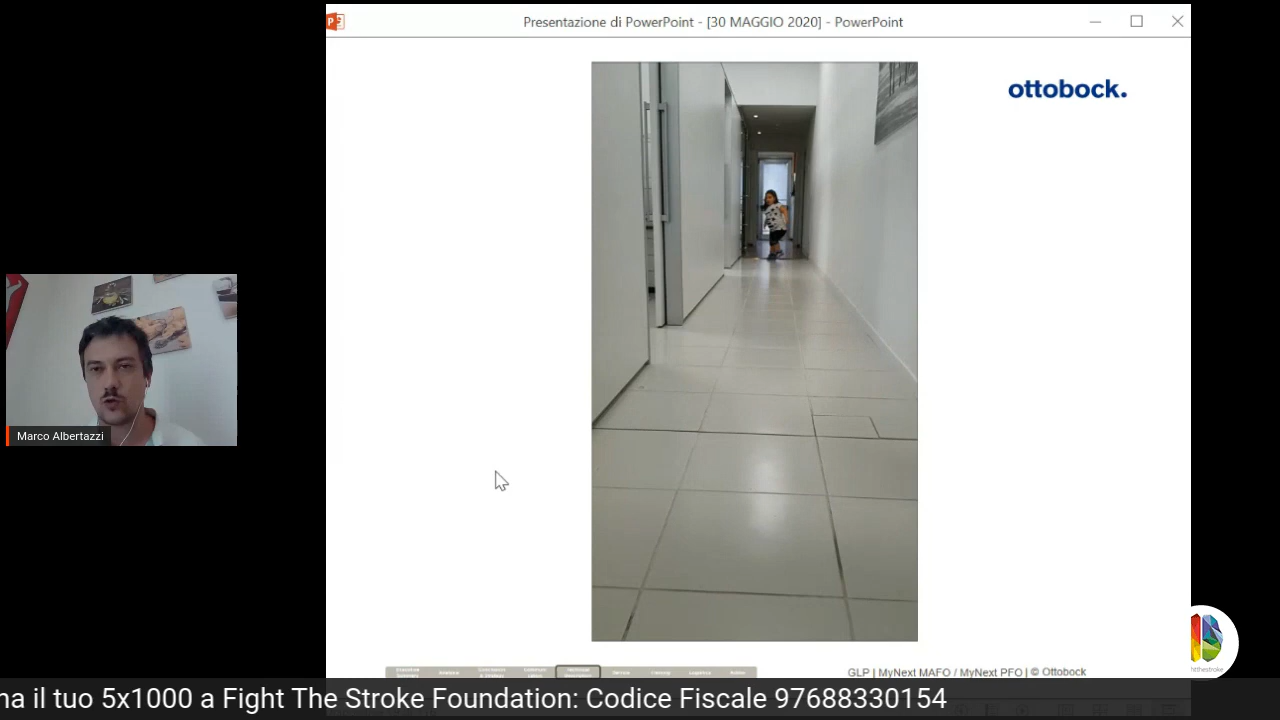 Presentazione di PowerPoint - [30 MAGGIO 2020] - PowerPoint
ottobock.
Marco Albertazzi
GLP | MyNext MAFO / MyNext PFO | © Ottobock
na il tuo 5x1000 a Fight The Stroke Foundation: Codice Fiscale 97688330154